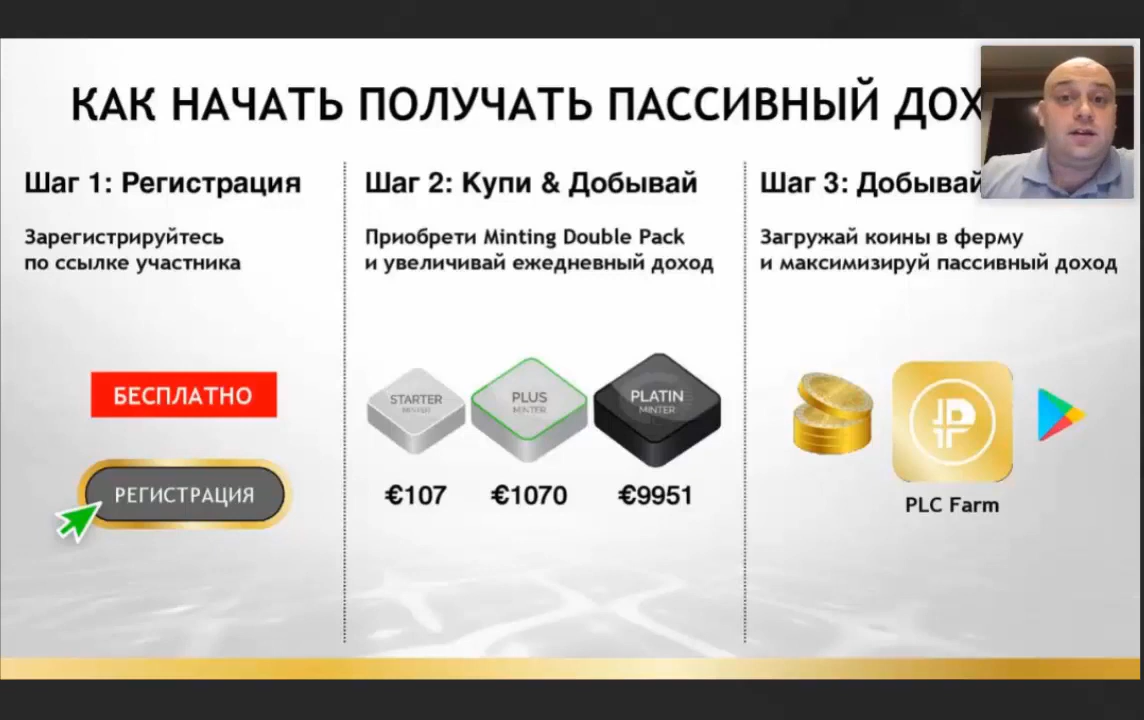 КАК НАЧАТЬ ПОЛУЧАТЬ ПАССИВНЫЙ ДОХ
Шаг 1: Регистрация
Зарегистрируйтесь
по ссылке участника
БЕСПЛАТНО
РЕГИСТРАЦИЯ
Шаг 2: Купи & Добывай
Приобрети Minting Double Pack
и увеличивай ежедневный доход
STARTER
MINTER
€107
PLUS
MINTER
€1070
PLATIN
MINTER
€9951
Шаг 3: Добывай
Загружай коины в ферму
и максимизируй пассивный доход
PLC Farm